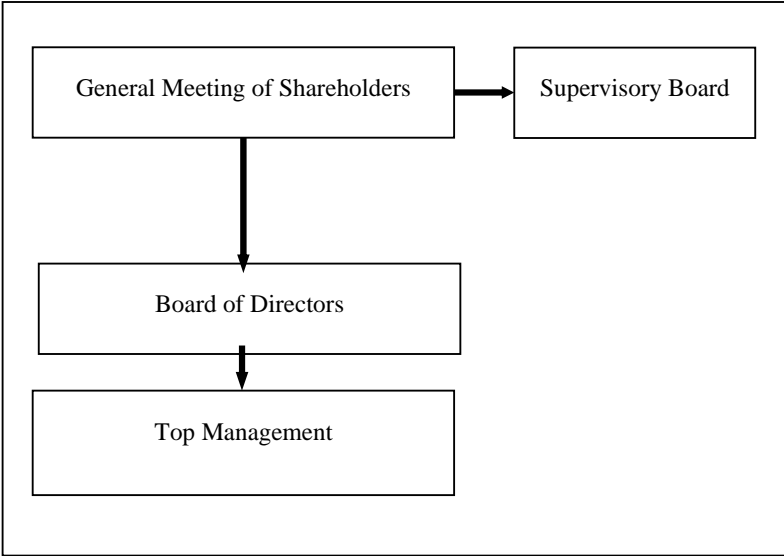 General Meeting of Shareholders
Supervisory Board
Board of Directors
Top Management